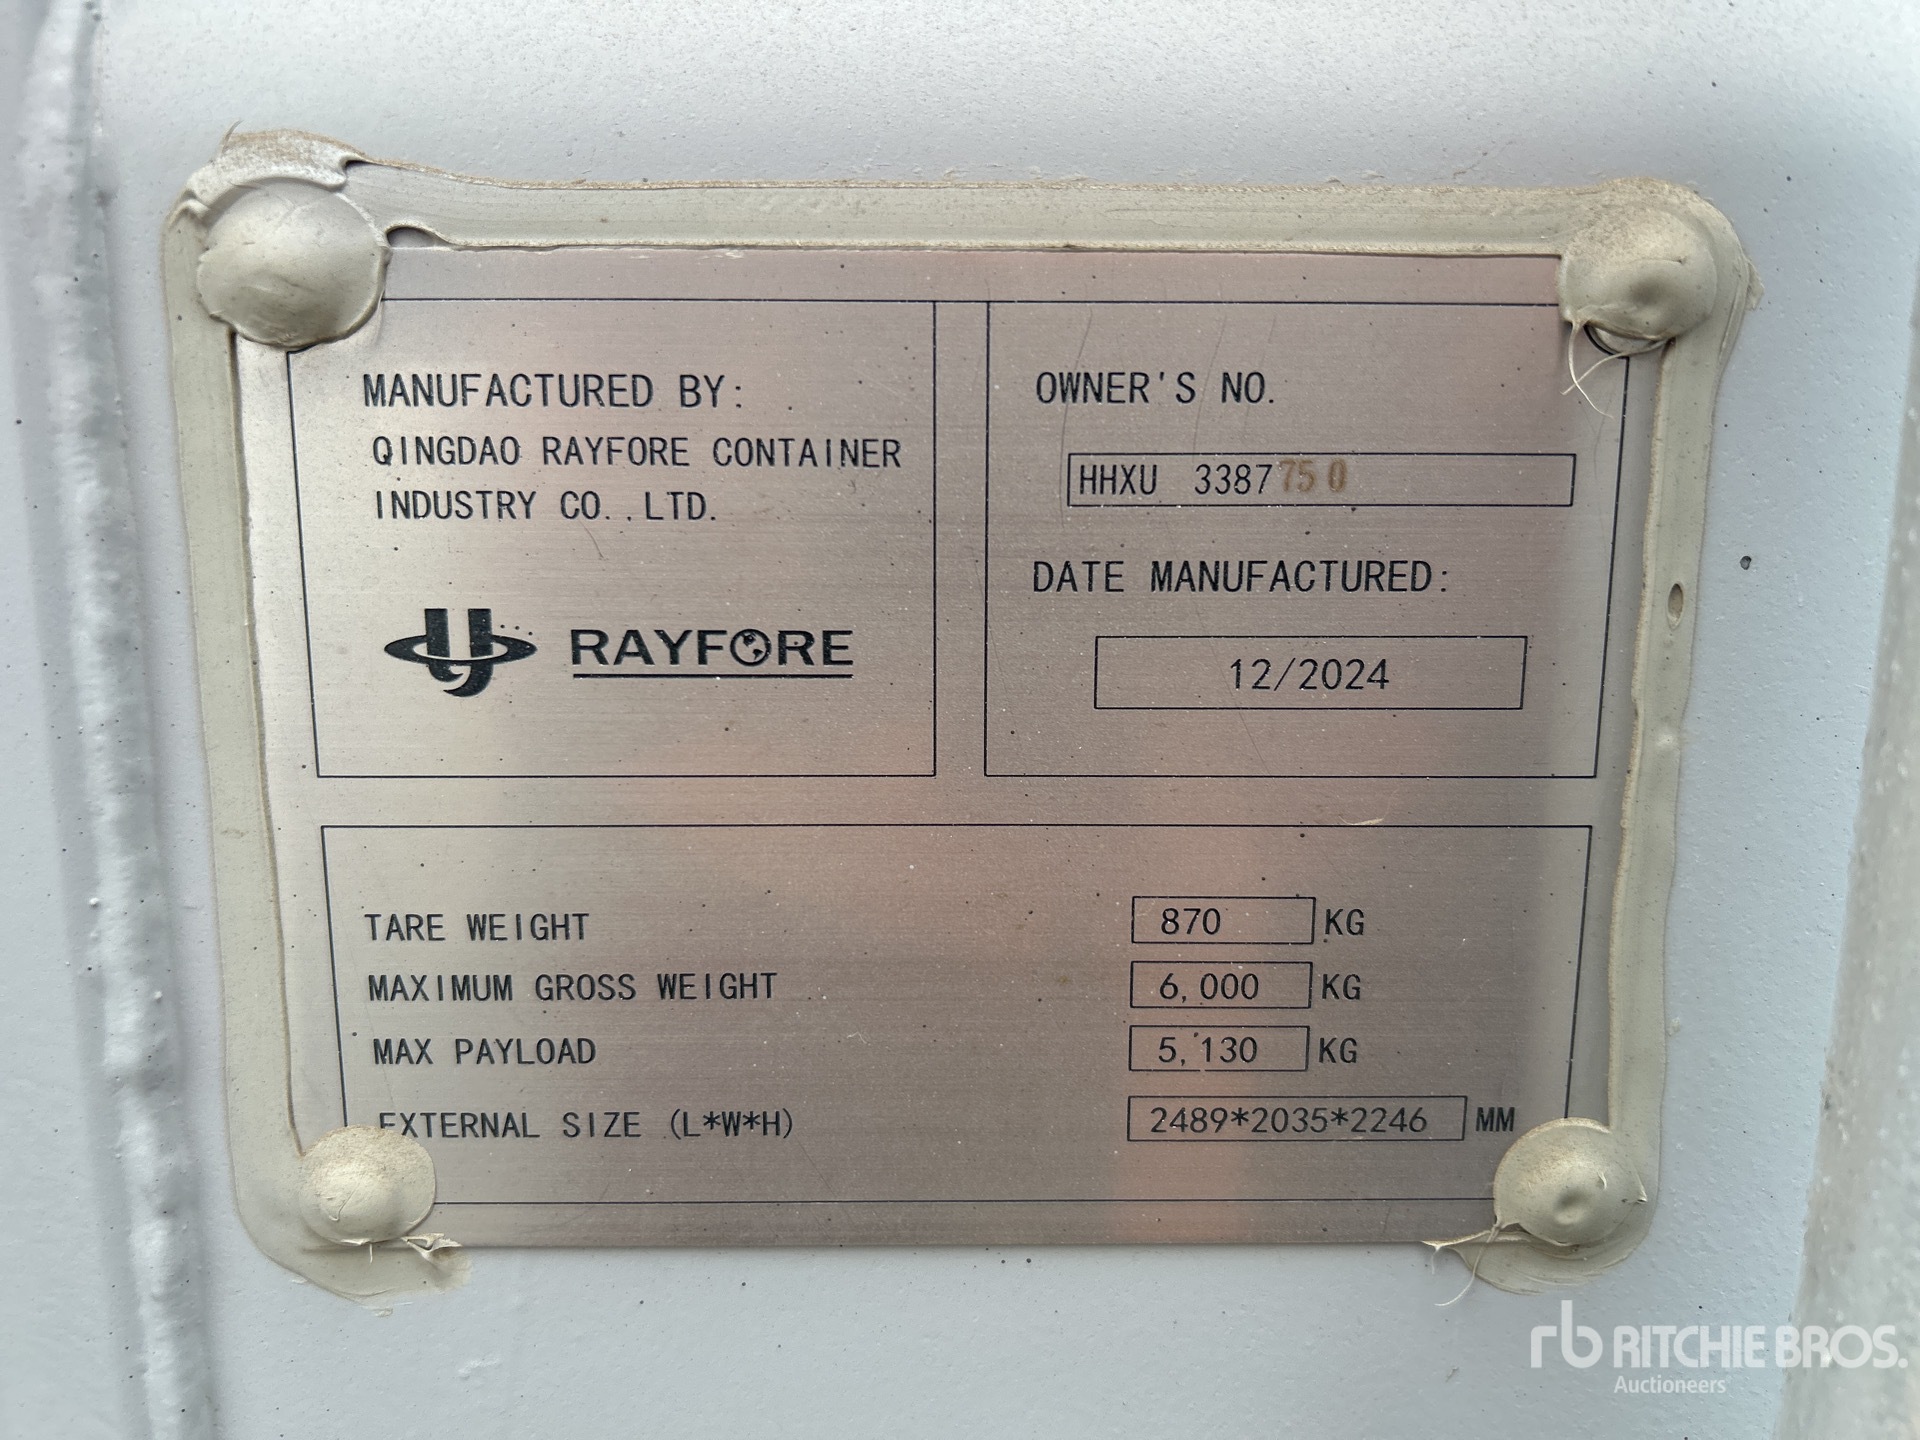 MANUFACTURED BY:
QINGDAO RAYFORE CONTAINER
INDUSTRY CO.,LTD.
RAYFORE
OWNER'S NO.
HHXU 3387750
DATE MANUFACTURED:
12/2024
TARE WEIGHT 870 KG
MAXIMUM GROSS WEIGHT 6,000 KG
MAX PAYLOAD 5,130 KG
EXTERNAL SIZE (L*W*H) 2489*2035*2246 MM
rb RITCHIE BROS.
Auctioneers